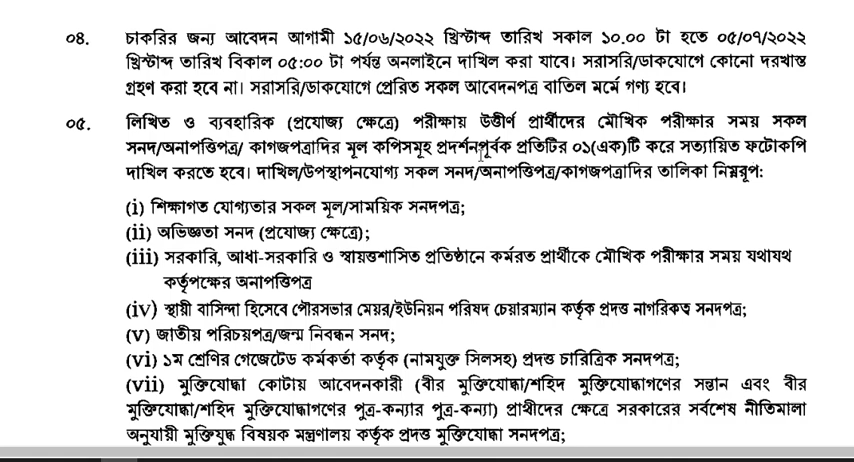 ০৪. চাকরির জন্য আবেদন আগামী ১৫/০৬/২০২২ খ্রিস্টাব্দ তারিখ সকাল ১০.০০ টা হতে ০৫/০৭/২০২২
খ্রিস্টাব্দ তারিখ বিকাল ০৫:০০ টা পর্যন্ত অনলাইনে দাখিল করা যাবে। সরাসরি/ডাকযোগে কোনো দরখাস্ত
গ্রহণ করা হবে না। সরাসরি/ডাকযোগে প্রেরিত সকল আবেদনপত্র বাতিল মর্মে গণ্য হবে।
০৫. লিখিত ও ব্যবহারিক (প্রযোজ্য ক্ষেত্রে) পরীক্ষায় উত্তীর্ণ প্রার্থীদের মৌখিক পরীক্ষার সময় সকল
সনদ/অনাপত্তিপত্র/ কাগজপত্রাদির মূল কপিসমূহ প্রদর্শনপূর্বক প্রতিটির ০১(এক)টি করে সত্যায়িত ফটোকপি
দাখিল করতে হবে। দাখিল/উপস্থাপনযোগ্য সকল সনদ/অনাপত্তিপত্র/কাগজপত্রাদির তালিকা নিম্নরূপ:
(i) শিক্ষাগত যোগ্যতার সকল মূল/সাময়িক সনদপত্র;
(ii) অভিজ্ঞতা সনদ (প্রযোজ্য ক্ষেত্রে);
(iii) সরকারি, আধা-সরকারি ও স্বায়ত্তশাসিত প্রতিষ্ঠানে কর্মরত প্রার্থীকে মৌখিক পরীক্ষার সময় যথাযথ
কর্তৃপক্ষের অনাপত্তিপত্র
(iv) স্থায়ী বাসিন্দা হিসেবে পৌরসভার মেয়র/ইউনিয়ন পরিষদ চেয়ারম্যান কর্তৃক প্রদত্ত নাগরিকত্ব সনদপত্র;
(v) জাতীয় পরিচয়পত্র/জন্ম নিবন্ধন সনদ;
(vi) ১ম শ্রেণির গেজেটেড কর্মকর্তা কর্তৃক (নামযুক্ত সিলসহ) প্রদত্ত চারিত্রিক সনদপত্র;
(vii) মুক্তিযোদ্ধা কোটায় আবেদনকারী (বীর মুক্তিযোদ্ধা/শহিদ মুক্তিযোদ্ধাগণের সন্তান এবং বীর
মুক্তিযোদ্ধা/শহিদ মুক্তিযোদ্ধাগণের পুত্র-কন্যার পুত্র-কন্যা) প্রার্থীদের ক্ষেত্রে সরকারের সর্বশেষ নীতিমালা
অনুযায়ী মুক্তিযুদ্ধ বিষয়ক মন্ত্রণালয় কর্তৃক প্রদত্ত মুক্তিযোদ্ধা সনদপত্র;